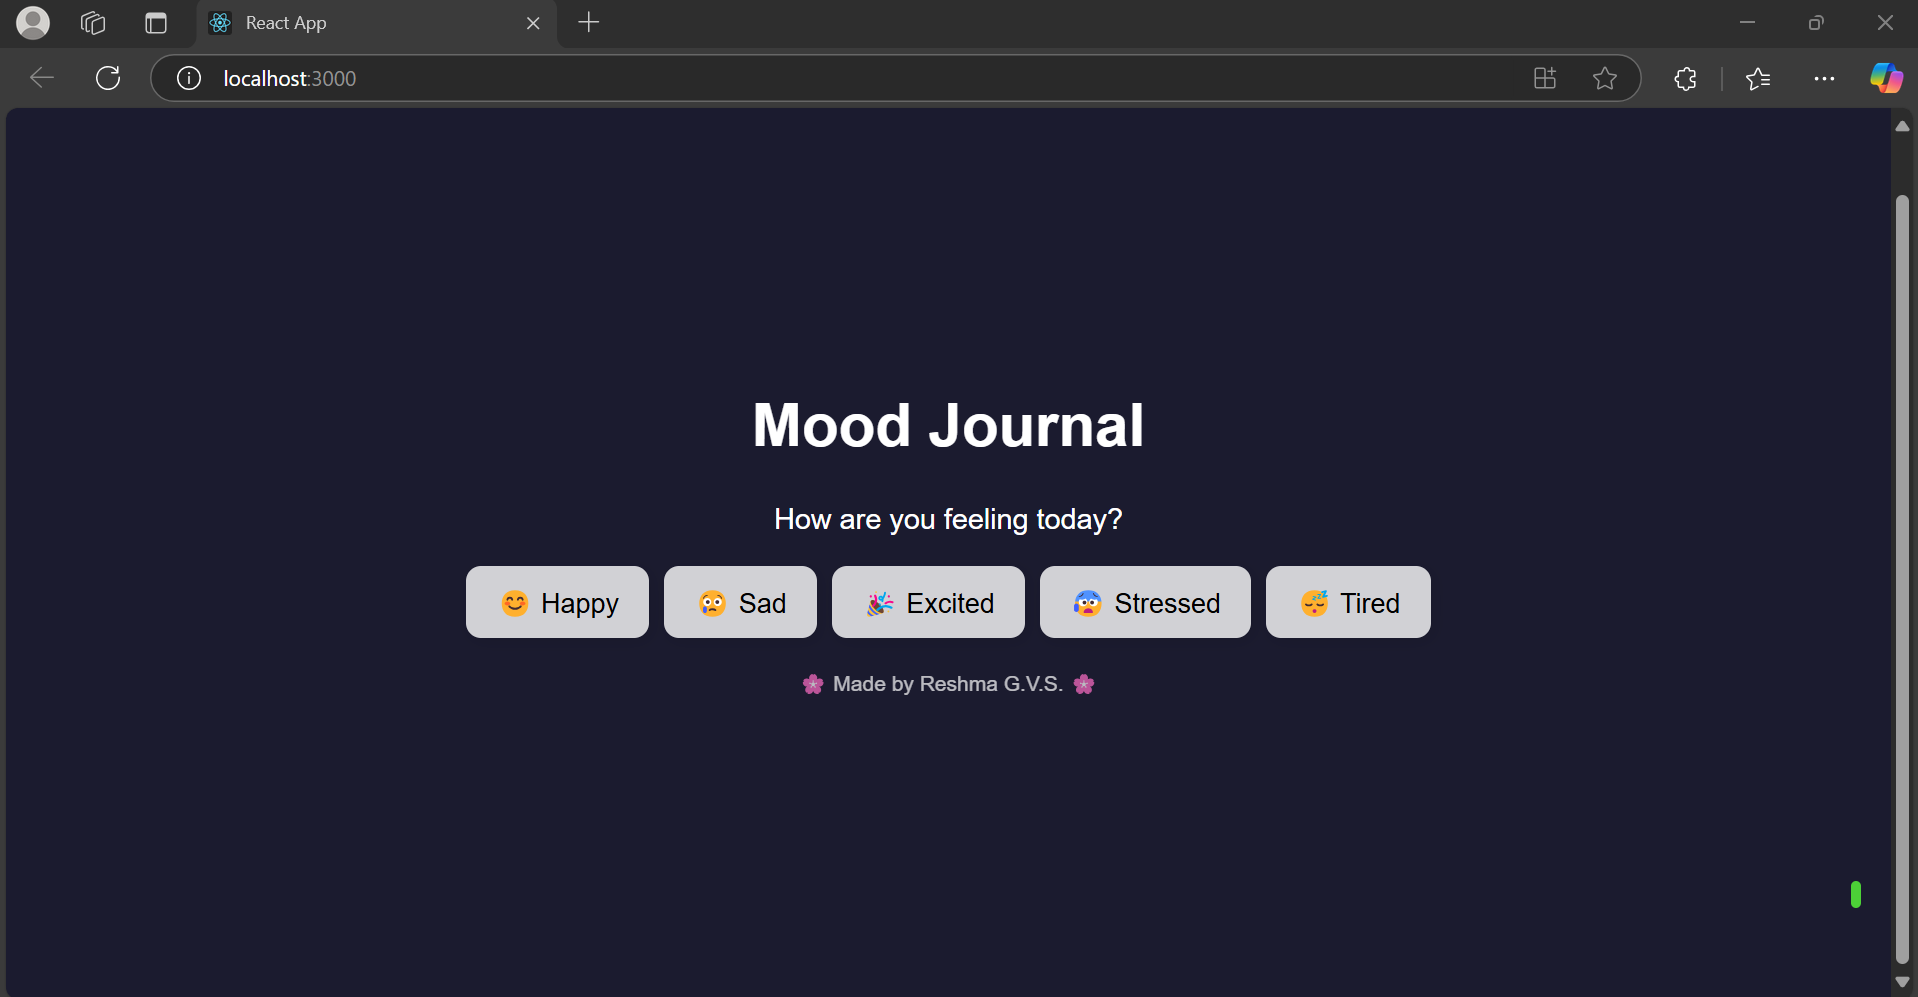 React App
localhost:3000
Mood Journal
How are you feeling today?
😊 Happy 😢 Sad 🎉 Excited 😰 Stressed 😴 Tired
🌸 Made by Reshma G.V.S. 🌸